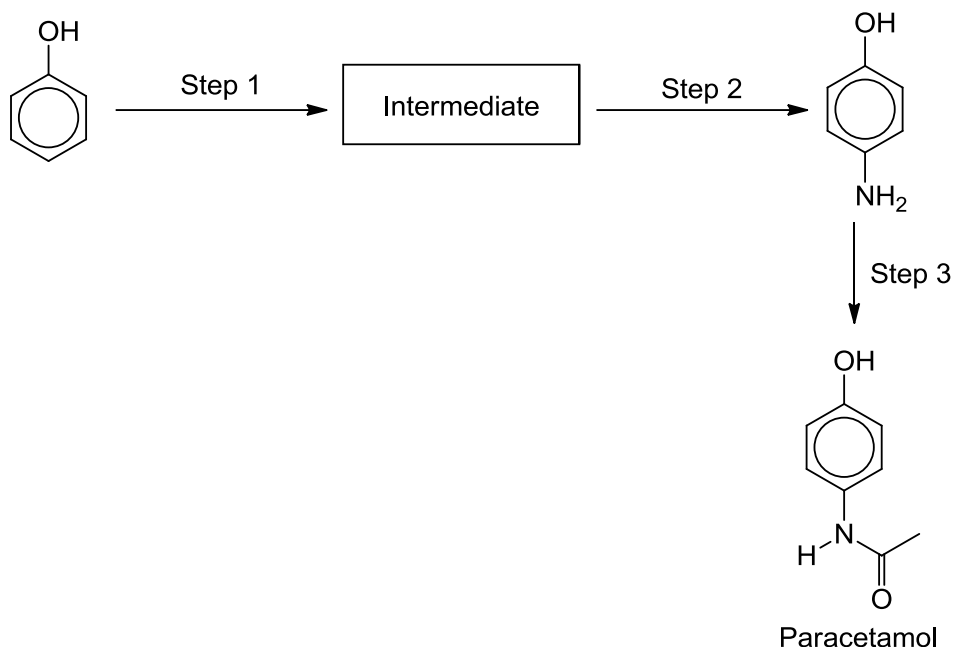 OH
Step 1
Intermediate
Step 2
OH
NH₂
Step 3
OH
N
H
O
Paracetamol